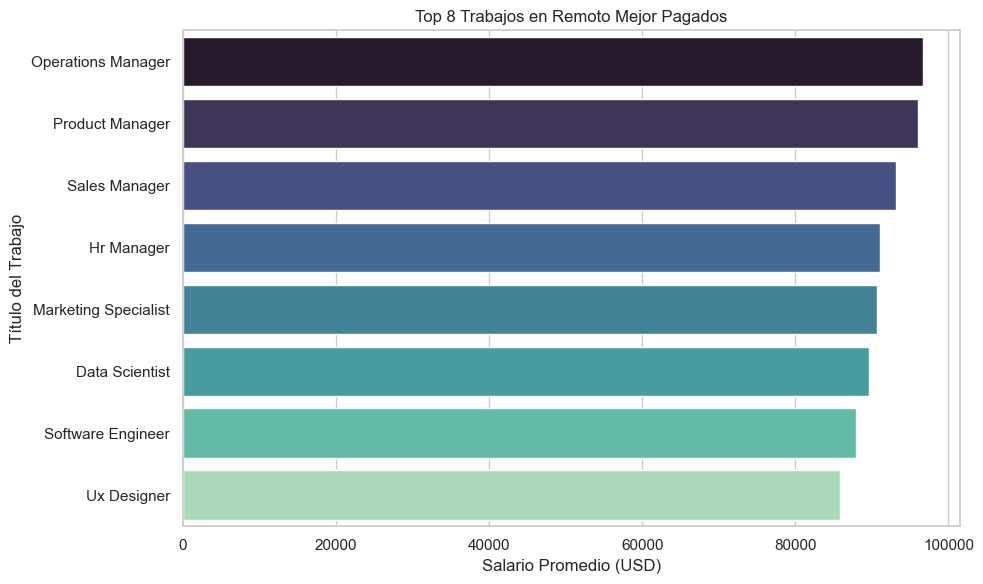 Top 8 Trabajos en Remoto Mejor Pagados
Título del Trabajo
Operations Manager
Product Manager
Sales Manager
Hr Manager
Marketing Specialist
Data Scientist
Software Engineer
Ux Designer
0 20000 40000 60000 80000 100000
Salario Promedio (USD)